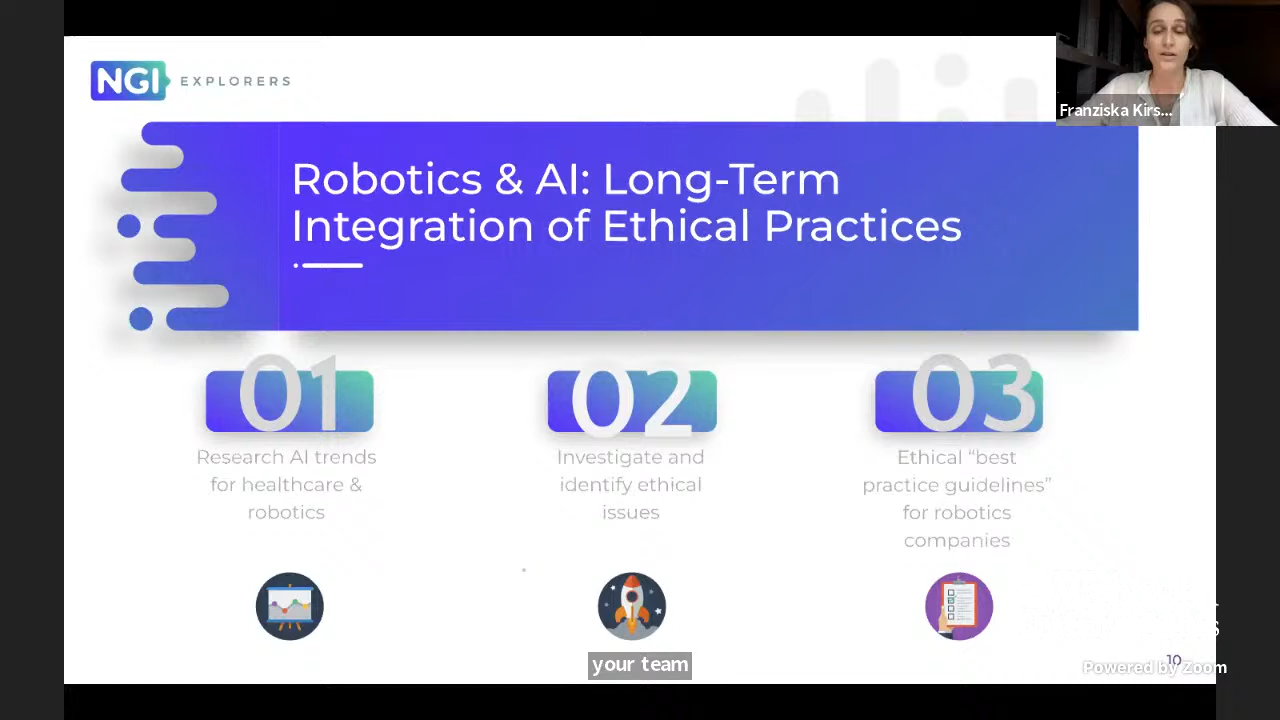 NGI EXPLORERS
Franziska Kirs...
Robotics & AI: Long-Term
Integration of Ethical Practices
01
Research AI trends
for healthcare &
robotics
02
Investigate and
identify ethical
issues
03
Ethical “best
practice guidelines”
for robotics
companies
your team
10
Powered by Zoom